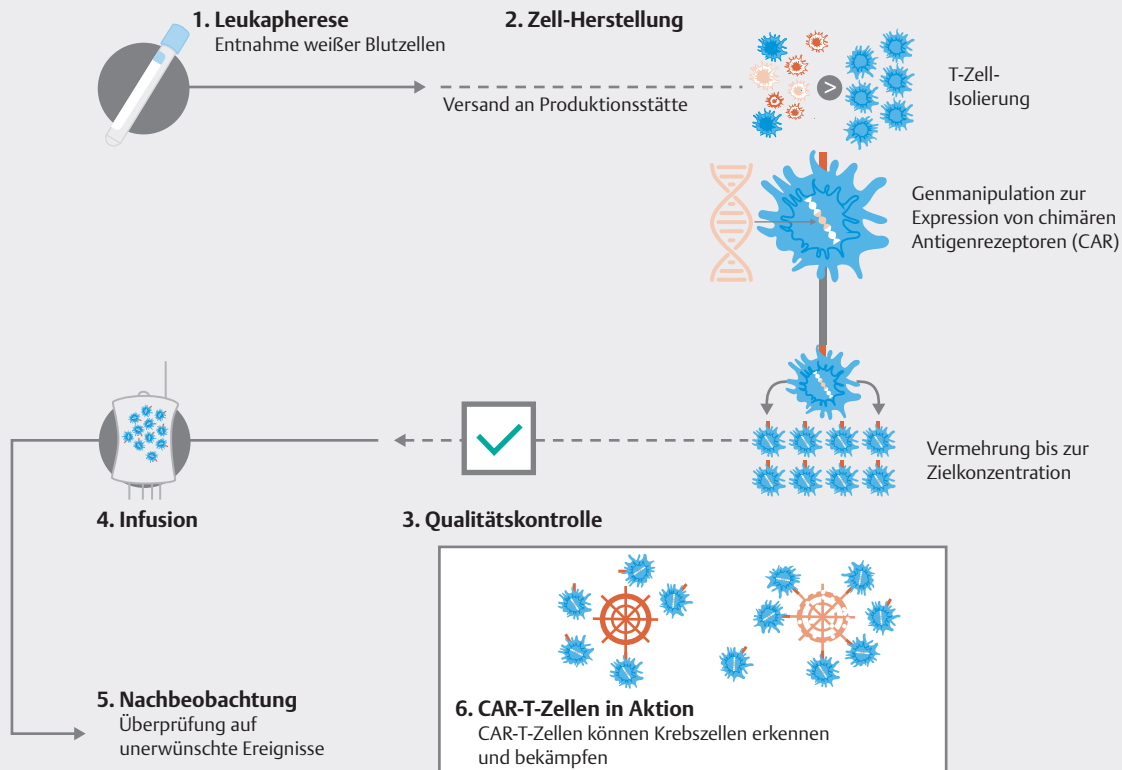 1. Leukapherese
Entnahme weißer Blutzellen
2. Zell-Herstellung
Versand an Produktionsstätte
>
T-Zell-
Isolierung
Genmanipulation zur
Expression von chimären
Antigenrezeptoren (CAR)
Vermehrung bis zur
Zielkonzentration
3. Qualitätskontrolle
4. Infusion
5. Nachbeobachtung
Überprüfung auf
unerwünschte Ereignisse
6. CAR-T-Zellen in Aktion
CAR-T-Zellen können Krebszellen erkennen
und bekämpfen